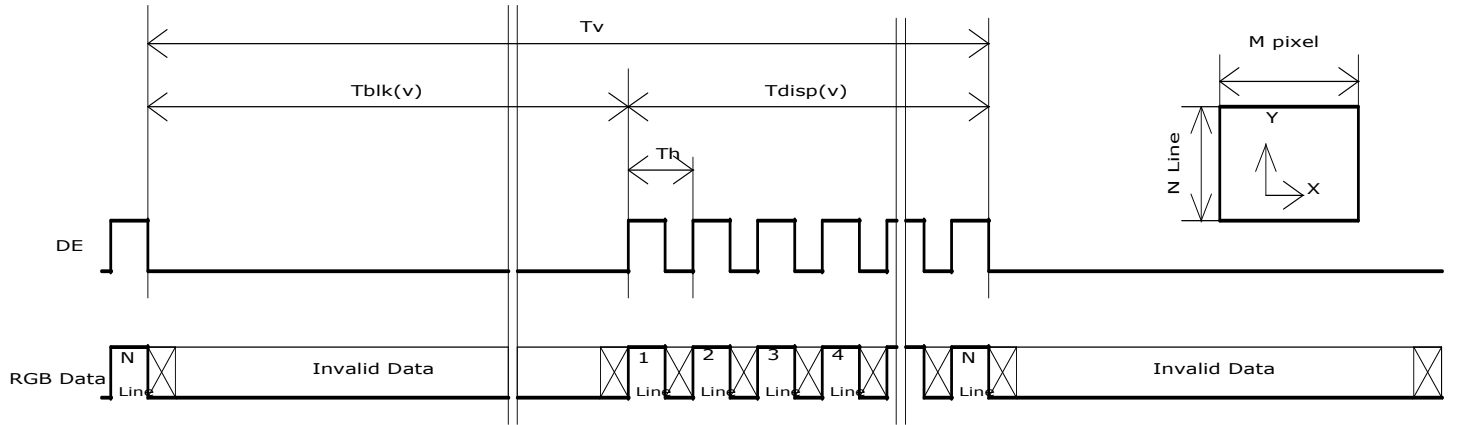 Tv
M pixel
Tblk(v)
Tdisp(v)
Y
N Line
Th
X
DE
RGB Data
N
Line
Invalid Data
1
Line
2
Line
3
Line
4
Line
N
Line
Invalid Data